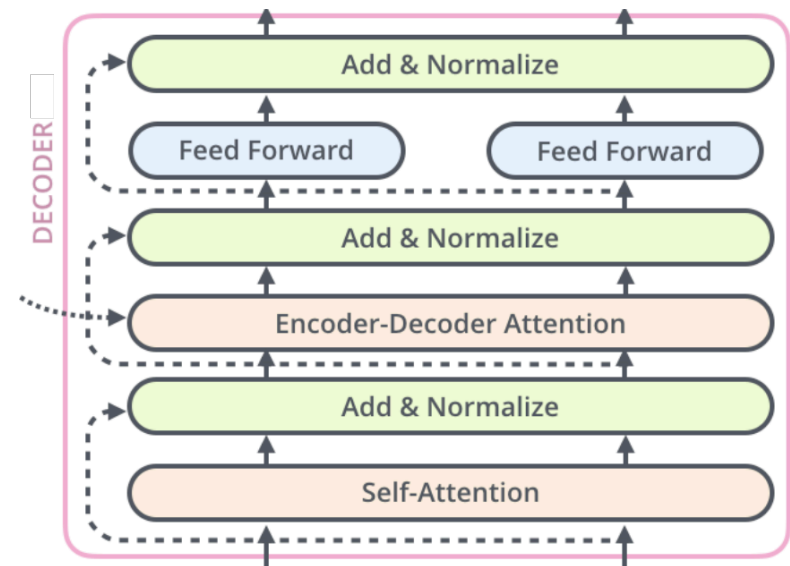 Add & Normalize
Feed Forward
Feed Forward
DECODER
Add & Normalize
Encoder-Decoder Attention
Add & Normalize
Self-Attention